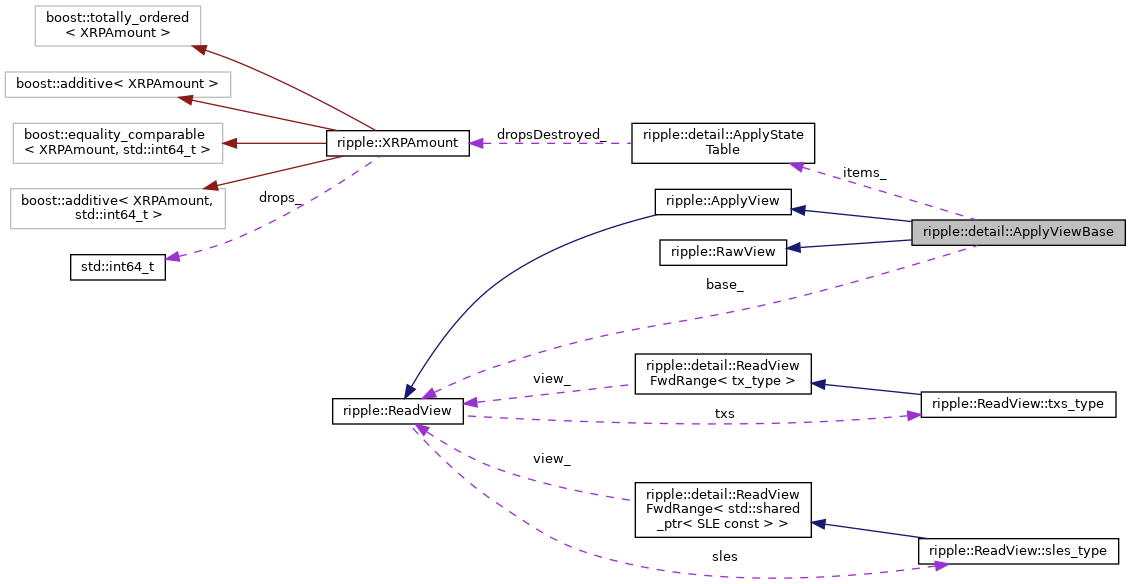 boost::totally_ordered
< XRPAmount >
boost::additive< XRPAmount >
boost::equality_comparable
< XRPAmount, std::int64_t >
boost::additive< XRPAmount,
std::int64_t >
std::int64_t
drops_
ripple::XRPAmount
dropsDestroyed_
ripple::detail::ApplyState
Table
items_
ripple::ApplyView
ripple::RawView
ripple::detail::ApplyViewBase
base_
ripple::detail::ReadView
FwdRange< tx_type >
view_
ripple::ReadView
txs
ripple::ReadView::txs_type
view_
ripple::detail::ReadView
FwdRange< std::shared
_ptr< SLE const > >
sles
ripple::ReadView::sles_type